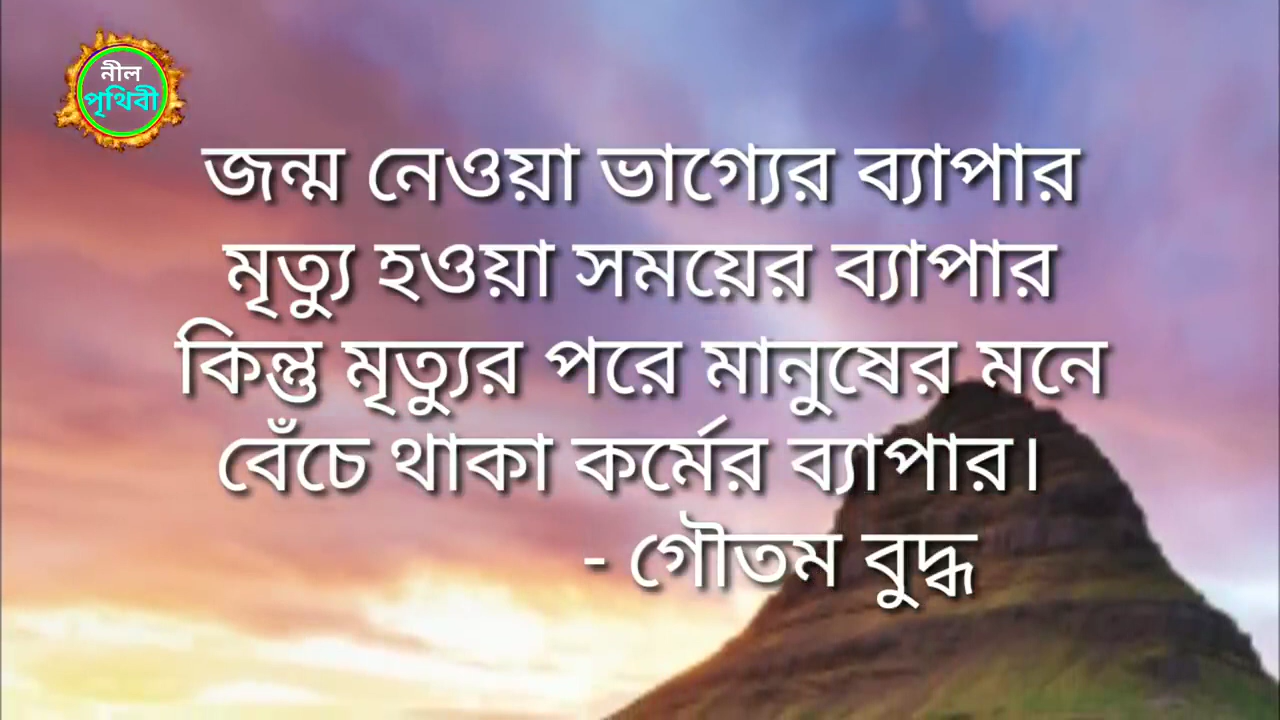 নীল
পৃথিবী
জন্ম নেওয়া ভাগ্যের ব্যাপার
মৃত্যু হওয়া সময়ের ব্যাপার
কিন্তু মৃত্যুর পরে মানুষের মনে
বেঁচে থাকা কর্মের ব্যাপার।
- গৌতম বুদ্ধ